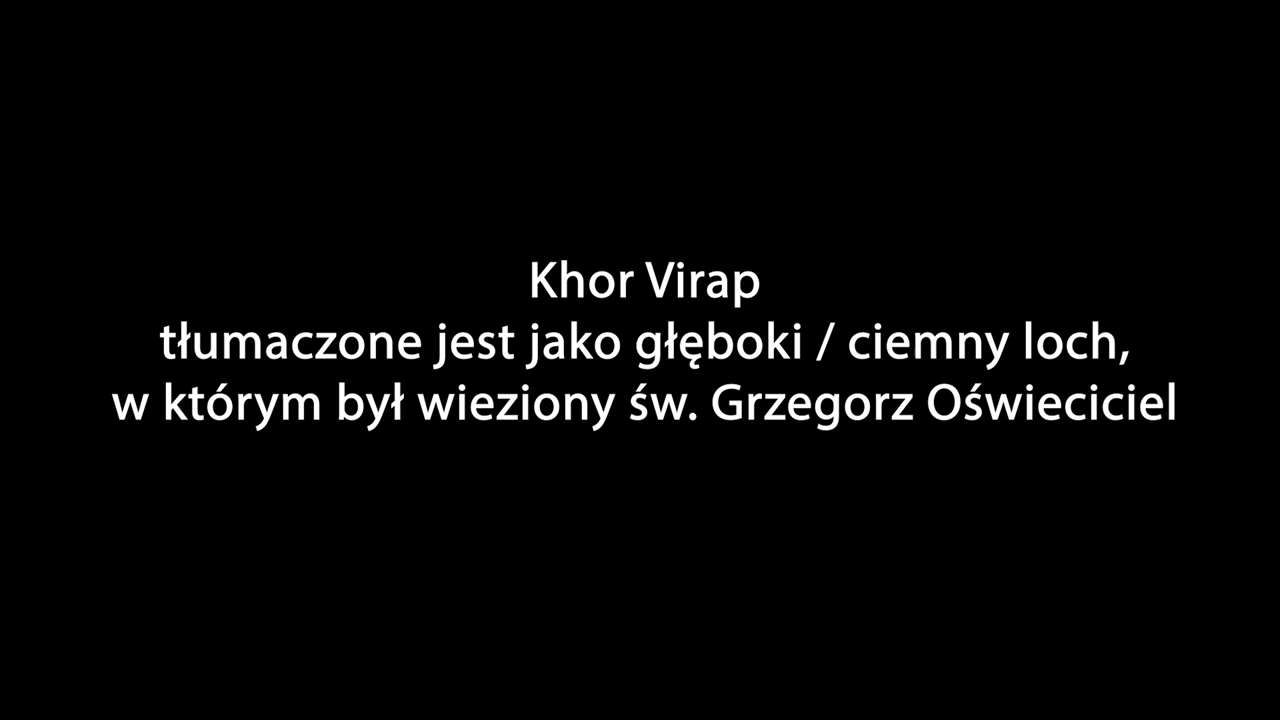 Khor Virap
tłumaczone jest jako głęboki / ciemny loch,
w którym był wieziony św. Grzegorz Oświeciciel